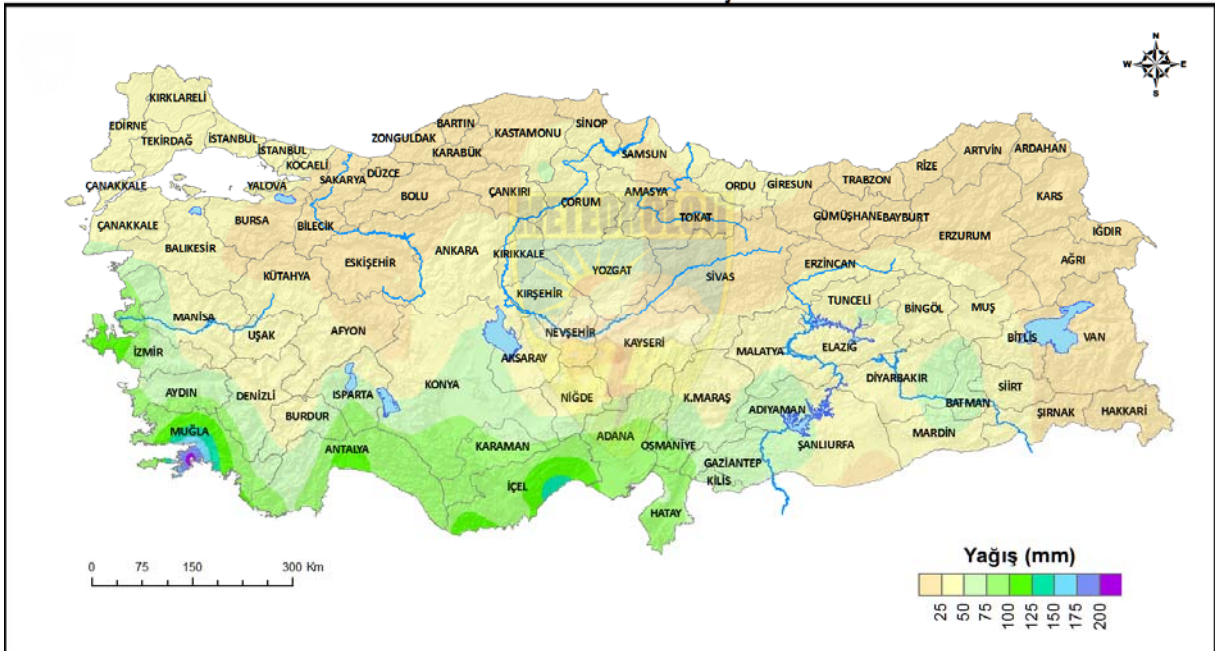 N
W E
S
KIRKLARELİ
EDİRNE
TEKİRDAĞ
İSTANBUL
İSTANBUL
KOCAELİ
YALOVA
SAKARYA
DÜZCE
ZONGULDAK
BARTIN
KARABÜK
KASTAMONU
SİNOP
SAMSUN
ÇANAKKALE
ÇANAKKALE
BURSA
BİLECİK
BOLU
ÇANKIRI
ÇORUM
AMASYA
TOKAT
ORDU
GİRESUN
TRABZON
RİZE
ARTVİN
ARDAHAN
KARS
GÜMÜŞHANE
BAYBURT
ERZURUM
IĞDIR
AĞRI
BALIKESİR
KÜTAHYA
ESKİŞEHİR
ANKARA
KIRIKKALE
YOZGAT
SİVAS
ERZİNCAN
TUNCELİ
BİNGÖL
MUŞ
BİTLİS
VAN
KIRŞEHİR
NEVŞEHİR
KAYSERİ
MALATYA
ELAZIĞ
DİYARBAKIR
BATMAN
SİİRT
ŞIRNAK
HAKKARİ
MARDİN
MANİSA
UŞAK
AFYON
İZMİR
AYDIN
DENİZLİ
BURDUR
ISPARTA
KONYA
AKSARAY
NİĞDE
K.MARAŞ
ADIYAMAN
ŞANLIURFA
MUĞLA
ANTALYA
KARAMAN
İÇEL
ADANA
OSMANİYE
GAZİANTEP
KİLİS
HATAY
METEOROLOJİ
0 75 150 300 Km
Yağış (mm)
25 50 75 100 125 150 175 200